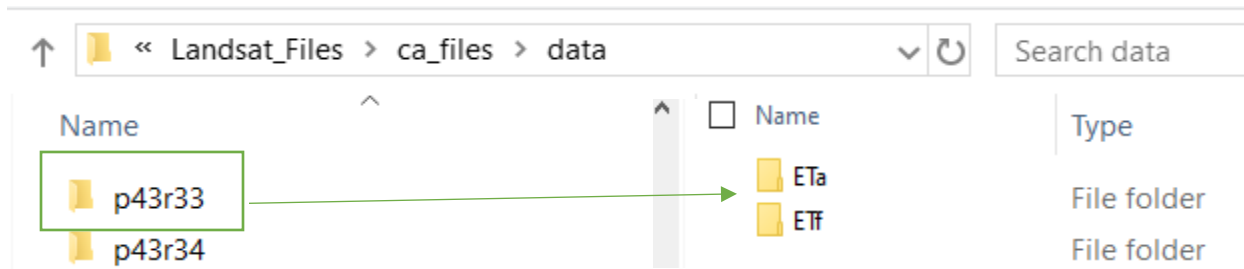 « Landsat_Files > ca_files > data Search data
Name Name Type
p43r33 ETa File folder
p43r34 ETf File folder